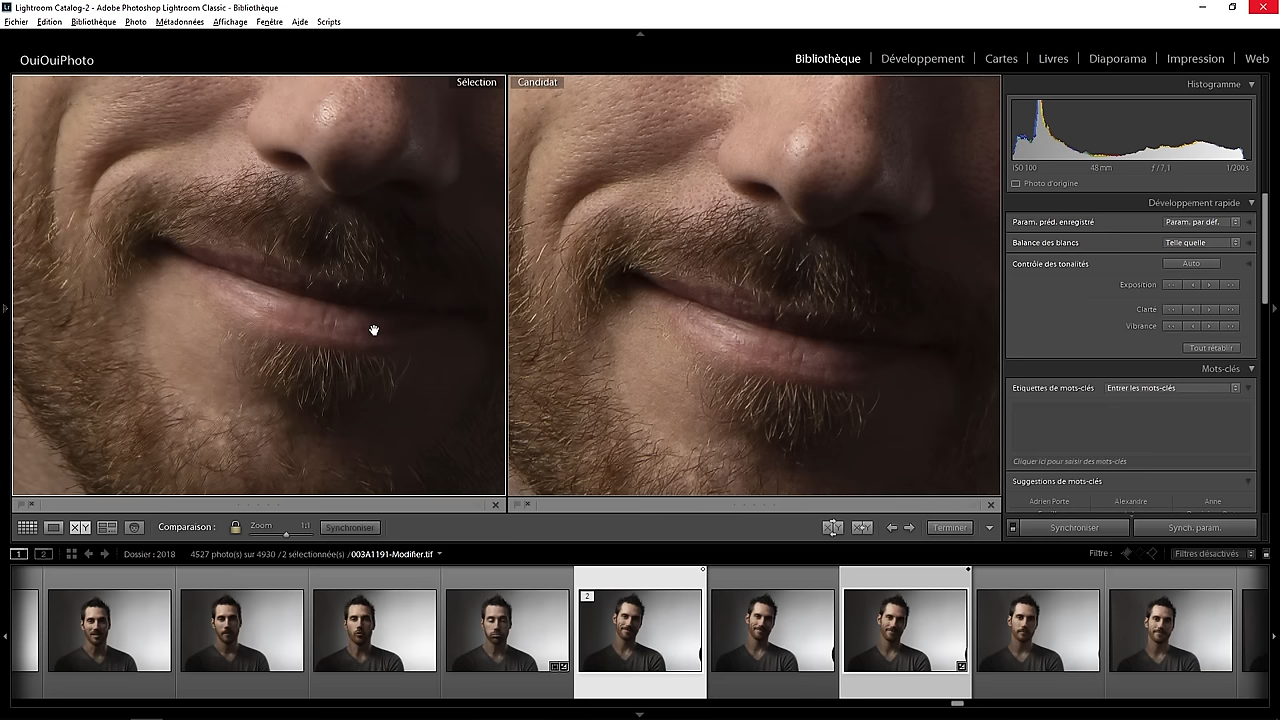 Lightroom Catalog-2 - Adobe Photoshop Lightroom Classic - Bibliothèque
Fichier Edition Bibliothèque Photo Métadonnées Affichage Fenêtre Aide Scripts
OuiOuiPhoto
Bibliothèque Développement Cartes Livres Diaporama Impression Web
Sélection
Candidat
Histogramme
ISO 100 48 mm ƒ / 7,1 1/200 s
Photo d'origine
Développement rapide
Param. préd. enregistré Param. par déf.
Balance des blancs Telle quelle
Contrôle des tonalités Auto
Exposition
Clarté
Vibrance
Tout rétablir
Mots-clés
Etiquettes de mots-clés Entrer les mots-clés
Cliquer ici pour saisir des mots-clés
Suggestions de mots-clés
Adrien Porte Alexandre Anne
Comparaison : Zoom 1:1 Synchroniser
Terminer
Synchroniser Synch. param.
1 2 Dossier : 2018 4527 photo(s) sur 4930 /2 sélectionnée(s) /003A1191-Modifier.tif
Filtre : Filtres désactivés
2